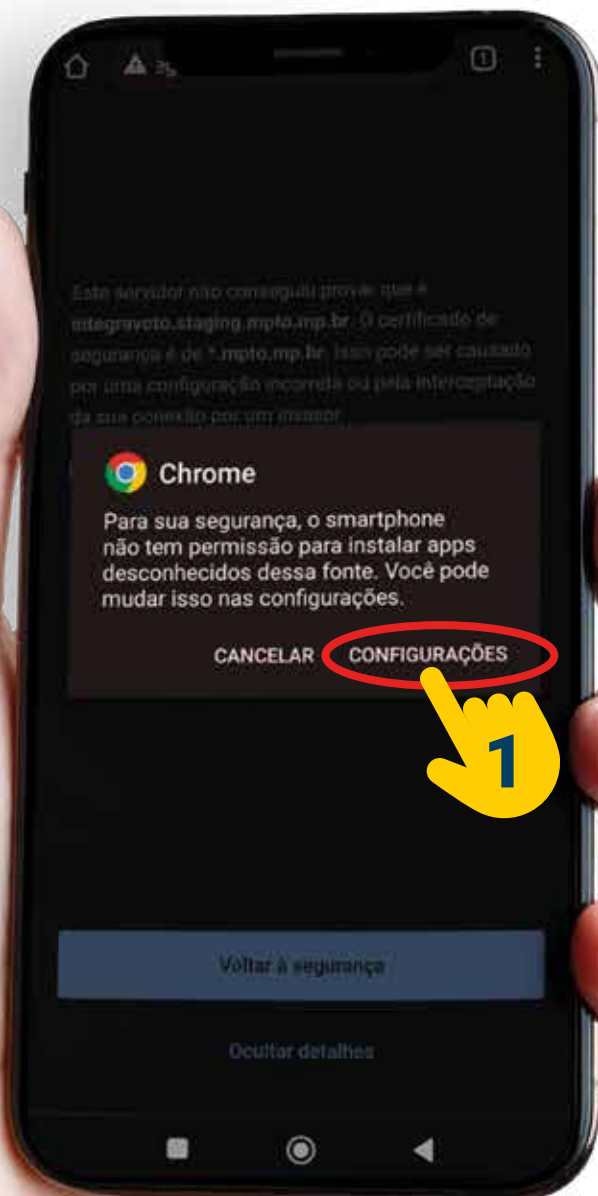 1
Este servidor não conseguiu provar que é
integravoto.staging.mpto.mp.br. O certificado de
segurança é de *.mpto.mp.br. Isso pode ser causado
por uma configuração incorreta ou pela interceptação
da sua conexão por um invasor.
Chrome
Para sua segurança, o smartphone
não tem permissão para instalar apps
desconhecidos dessa fonte. Você pode
mudar isso nas configurações.
CANCELAR CONFIGURAÇÕES
1
Voltar à segurança
Ocultar detalhes